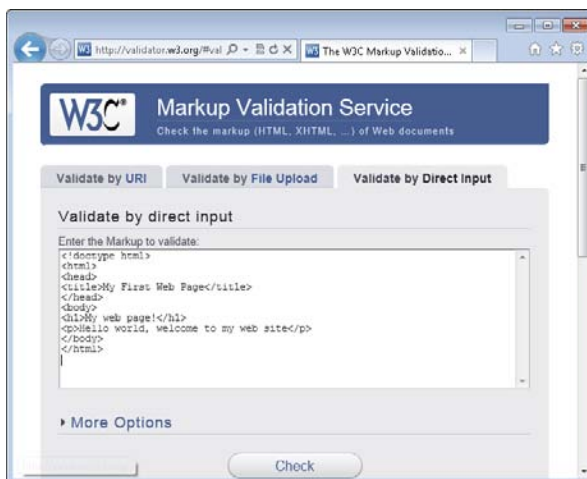 http://validator.w3.org/#val
The W3C Markup Validatio...
W3C® Markup Validation Service
Check the markup (HTML, XHTML, ...) of Web documents
Validate by URI Validate by File Upload Validate by Direct Input
Validate by direct input
Enter the Markup to validate:
<!doctype html>
<html>
<head>
<title>My First Web Page</title>
</head>
<body>
<h1>My web page!</h1>
<p>Hello world, welcome to my web site</p>
</body>
</html>
More Options
Check